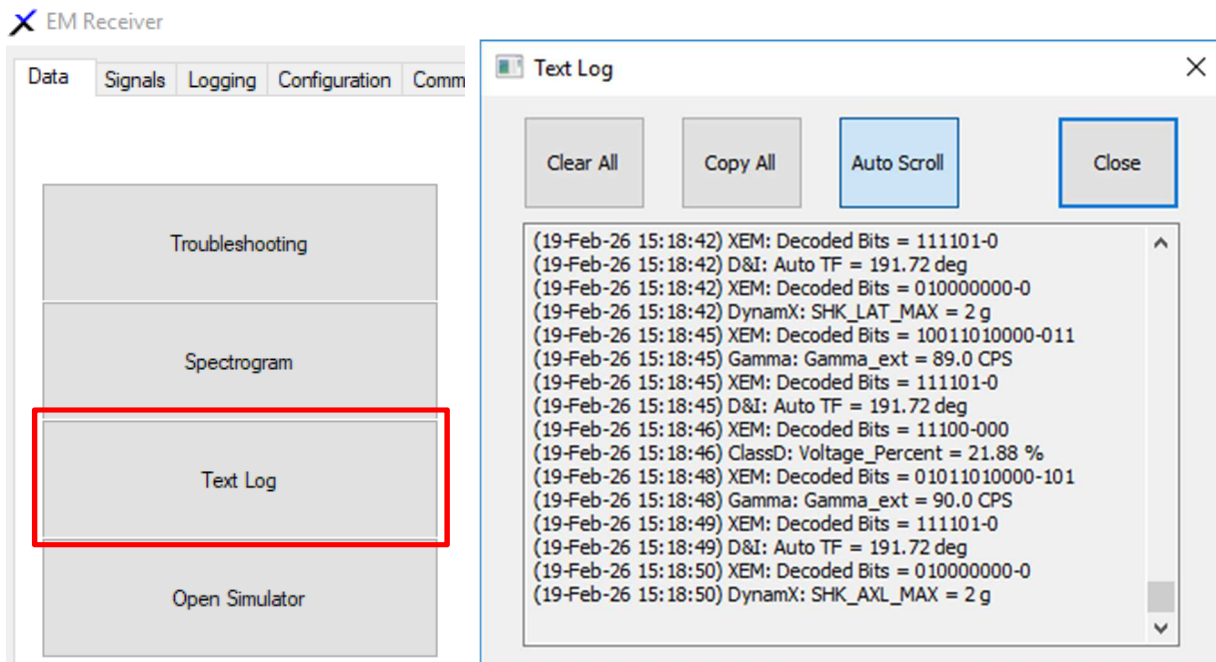 EM Receiver
Data Signals Logging Configuration Comm
Troubleshooting
Spectrogram
Text Log
Open Simulator
Text Log
Clear All Copy All Auto Scroll Close
(19-Feb-26 15:18:42) XEM: Decoded Bits = 111101-0
(19-Feb-26 15:18:42) D&I: Auto TF = 191.72 deg
(19-Feb-26 15:18:42) XEM: Decoded Bits = 010000000-0
(19-Feb-26 15:18:42) DynamX: SHK_LAT_MAX = 2 g
(19-Feb-26 15:18:45) XEM: Decoded Bits = 10011010000-011
(19-Feb-26 15:18:45) Gamma: Gamma_ext = 89.0 CPS
(19-Feb-26 15:18:45) XEM: Decoded Bits = 111101-0
(19-Feb-26 15:18:45) D&I: Auto TF = 191.72 deg
(19-Feb-26 15:18:46) XEM: Decoded Bits = 11100-000
(19-Feb-26 15:18:46) ClassD: Voltage_Percent = 21.88 %
(19-Feb-26 15:18:48) XEM: Decoded Bits = 01011010000-101
(19-Feb-26 15:18:48) Gamma: Gamma_ext = 90.0 CPS
(19-Feb-26 15:18:49) XEM: Decoded Bits = 111101-0
(19-Feb-26 15:18:49) D&I: Auto TF = 191.72 deg
(19-Feb-26 15:18:50) XEM: Decoded Bits = 010000000-0
(19-Feb-26 15:18:50) DynamX: SHK_AXL_MAX = 2 g